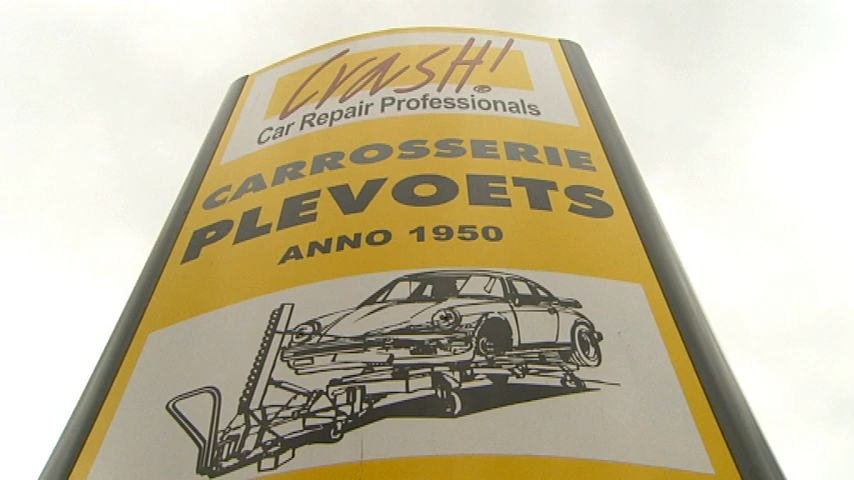 Crash!®
Car Repair Professionals
CARROSSERIE
PLEVOETS
ANNO 1950